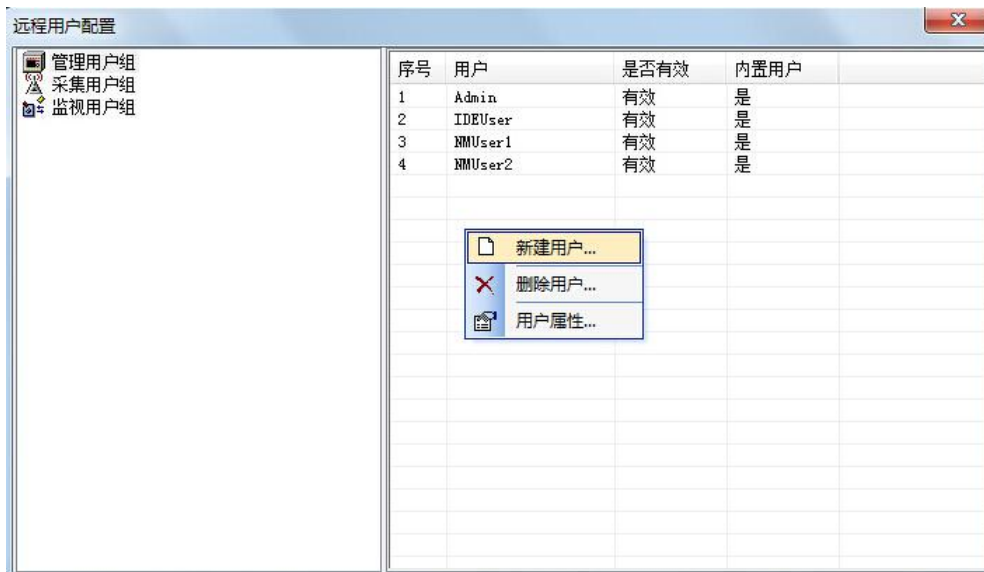 远程用户配置
管理用户组
采集用户组
监视用户组
序号 用户 是否有效 内置用户
1 Admin 有效 是
2 IDEUser 有效 是
3 NMUser1 有效 是
4 NMUser2 有效 是
新建用户...
删除用户...
用户属性...